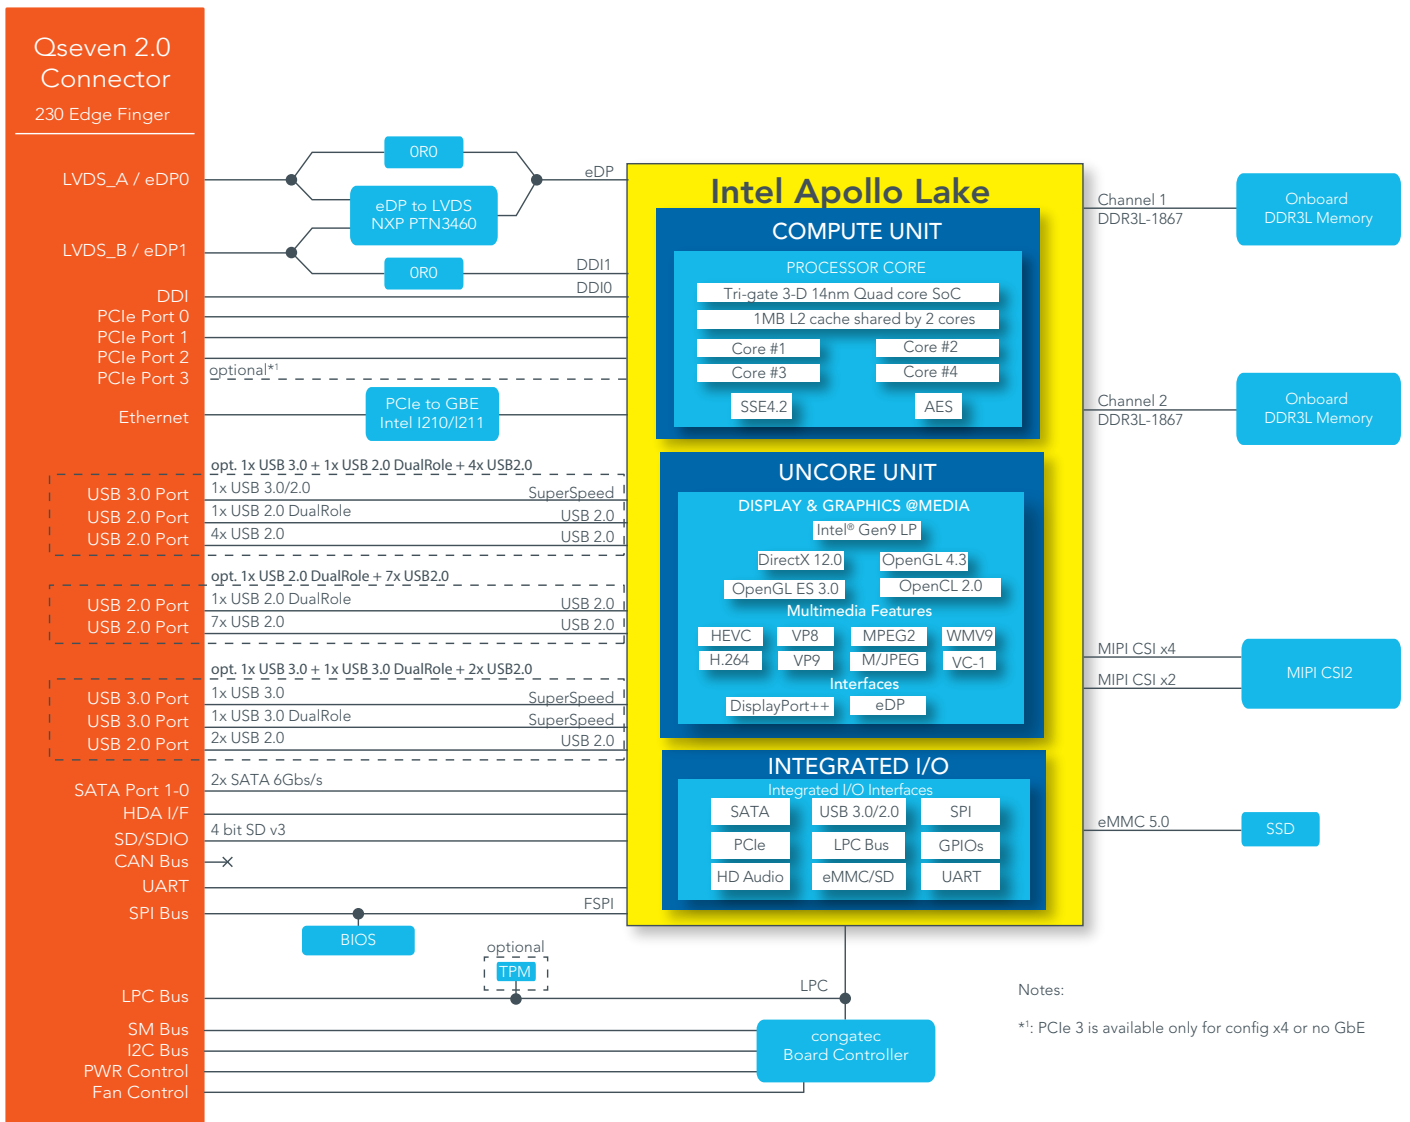 Qseven 2.0
Connector
230 Edge Finger
LVDS_A / eDP0
LVDS_B / eDP1
DDI
PCIe Port 0
PCIe Port 1
PCIe Port 2
PCIe Port 3
Ethernet
USB 3.0 Port
USB 2.0 Port
USB 2.0 Port
USB 2.0 Port
USB 2.0 Port
USB 3.0 Port
USB 3.0 Port
USB 2.0 Port
SATA Port 1-0
HDA I/F
SD/SDIO
CAN Bus
UART
SPI Bus
LPC Bus
SM Bus
I2C Bus
PWR Control
Fan Control
0R0
eDP to LVDS
NXP PTN3460
0R0
eDP
DDI1
DDI0
optional*¹
PCIe to GBE
Intel I210/I211
opt. 1x USB 3.0 + 1x USB 2.0 DualRole + 4x USB2.0
1x USB 3.0/2.0
SuperSpeed
1x USB 2.0 DualRole
USB 2.0
4x USB 2.0
USB 2.0
opt. 1x USB 2.0 DualRole + 7x USB2.0
1x USB 2.0 DualRole
USB 2.0
7x USB 2.0
USB 2.0
opt. 1x USB 3.0 + 1x USB 3.0 DualRole + 2x USB2.0
1x USB 3.0
SuperSpeed
1x USB 3.0 DualRole
SuperSpeed
2x USB 2.0
USB 2.0
2x SATA 6Gbs/s
4 bit SD v3
FSPI
BIOS
optional
TPM
LPC
congatec
Board Controller
Intel Apollo Lake
COMPUTE UNIT
PROCESSOR CORE
Tri-gate 3-D 14nm Quad core SoC
1MB L2 cache shared by 2 cores
Core #1
Core #2
Core #3
Core #4
SSE4.2
AES
UNCORE UNIT
DISPLAY & GRAPHICS @MEDIA
Intel® Gen9 LP
DirectX 12.0
OpenGL 4.3
OpenGL ES 3.0
OpenCL 2.0
Multimedia Features
HEVC
VP8
MPEG2
WMV9
H.264
VP9
M/JPEG
VC-1
Interfaces
DisplayPort++
eDP
INTEGRATED I/O
Integrated I/O Interfaces
SATA
USB 3.0/2.0
SPI
PCIe
LPC Bus
GPIOs
HD Audio
eMMC/SD
UART
Channel 1
DDR3L-1867
Onboard
DDR3L Memory
Channel 2
DDR3L-1867
Onboard
DDR3L Memory
MIPI CSI x4
MIPI CSI x2
MIPI CSI2
eMMC 5.0
SSD
Notes:
*¹: PCIe 3 is available only for config x4 or no GbE